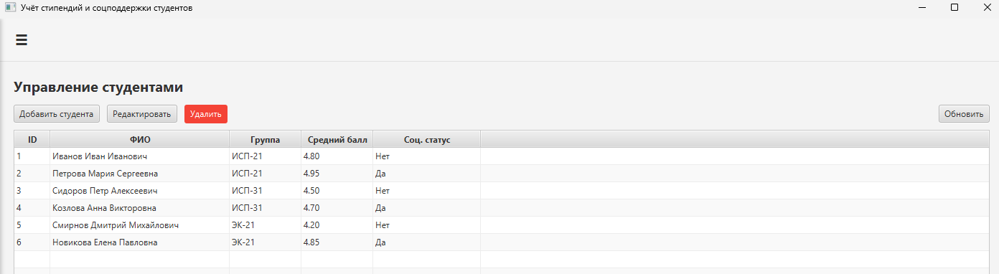 Учёт стипендий и соцподдержки студентов
Управление студентами
Добавить студента Редактировать Удалить Обновить
ID ФИО Группа Средний балл Соц. статус
1 Иванов Иван Иванович ИСП-21 4.80 Нет
2 Петрова Мария Сергеевна ИСП-21 4.95 Да
3 Сидоров Петр Алексеевич ИСП-31 4.50 Нет
4 Козлова Анна Викторовна ИСП-31 4.70 Да
5 Смирнов Дмитрий Михайлович ЭК-21 4.20 Нет
6 Новикова Елена Павловна ЭК-21 4.85 Да